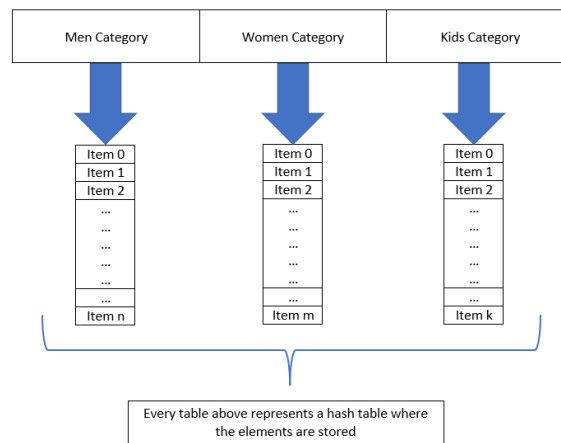 Men Category
Women Category
Kids Category
Item 0
Item 1
Item 2
...
...
...
...
...
...
Item n
Item 0
Item 1
Item 2
...
...
...
...
...
...
Item m
Item 0
Item 1
Item 2
...
...
...
...
...
...
Item k
Every table above represents a hash table where
the elements are stored